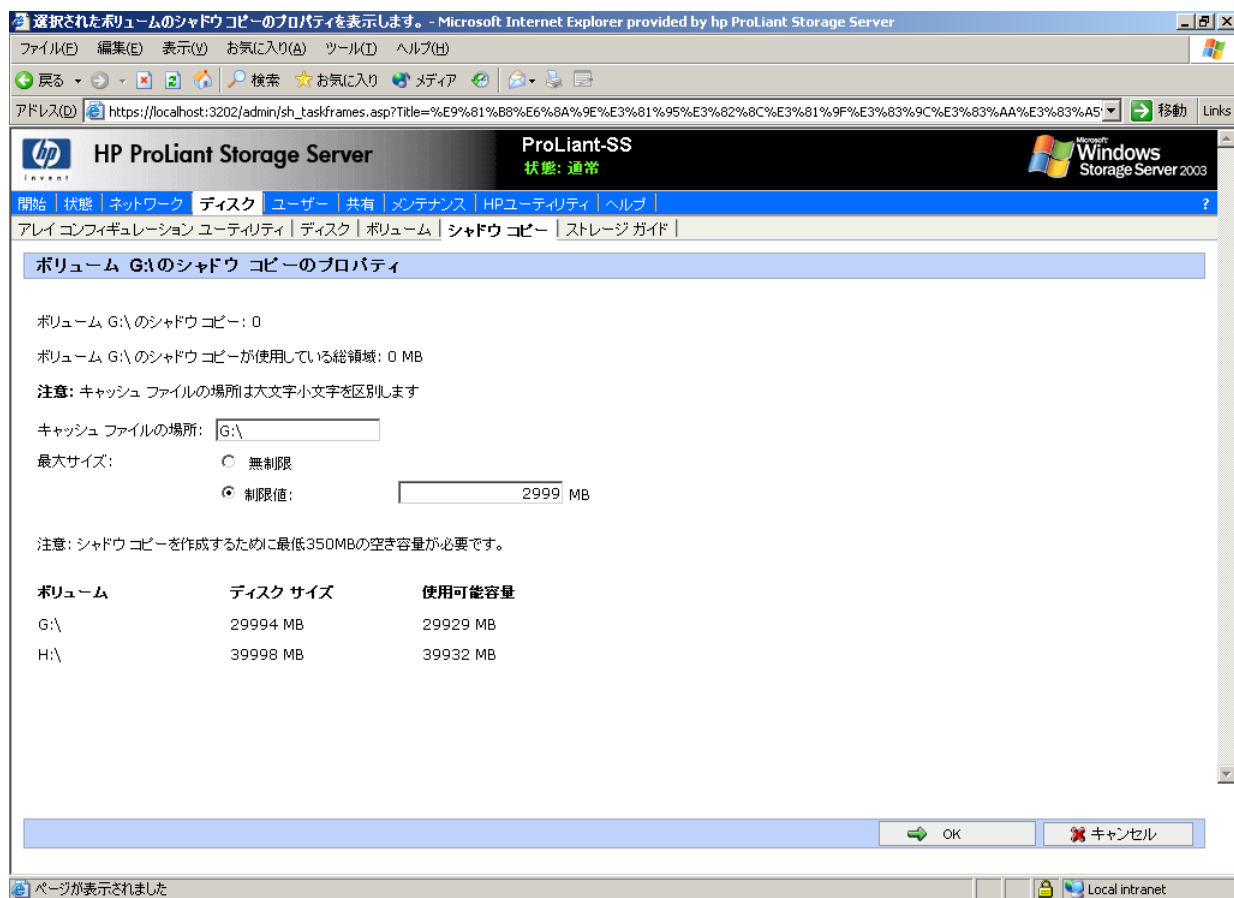 選択されたボリュームのシャドウ コピーのプロパティを表示します。 - Microsoft Internet Explorer provided by hp ProLiant Storage Server
ファイル(F) 編集(E) 表示(V) お気に入り(A) ツール(T) ヘルプ(H)
戻る 検索 お気に入り メディア
アドレス(D) https://localhost:3202/admin/sh_taskframes.asp?Title=%E9%81%B8%E6%8A%9E%E3%81%95%E3%82%8C%E3%81%9F%E3%83%9C%E3%83%AA%E3%83%A5 移動 Links
hp invent HP ProLiant Storage Server ProLiant-SS Microsoft Windows Storage Server 2003
状態: 通常
開始 | 状態 | ネットワーク | ディスク | ユーザー | 共有 | メンテナンス | HPユーティリティ | ヘルプ | ?
アレイ コンフィギュレーション ユーティリティ | ディスク | ボリューム | シャドウ コピー | ストレージ ガイド |
ボリューム G:\のシャドウ コピーのプロパティ
ボリューム G:\ のシャドウ コピー: 0
ボリューム G:\ のシャドウ コピーが使用している総領域: 0 MB
注意: キャッシュ ファイルの場所は大文字小文字を区別します
キャッシュ ファイルの場所: G:\
最大サイズ: 無制限
制限値: 2999 MB
注意: シャドウ コピーを作成するために最低350MBの空き容量が必要です。
ボリューム ディスク サイズ 使用可能容量
G:\ 29994 MB 29929 MB
H:\ 39998 MB 39932 MB
OK キャンセル
ページが表示されました Local intranet